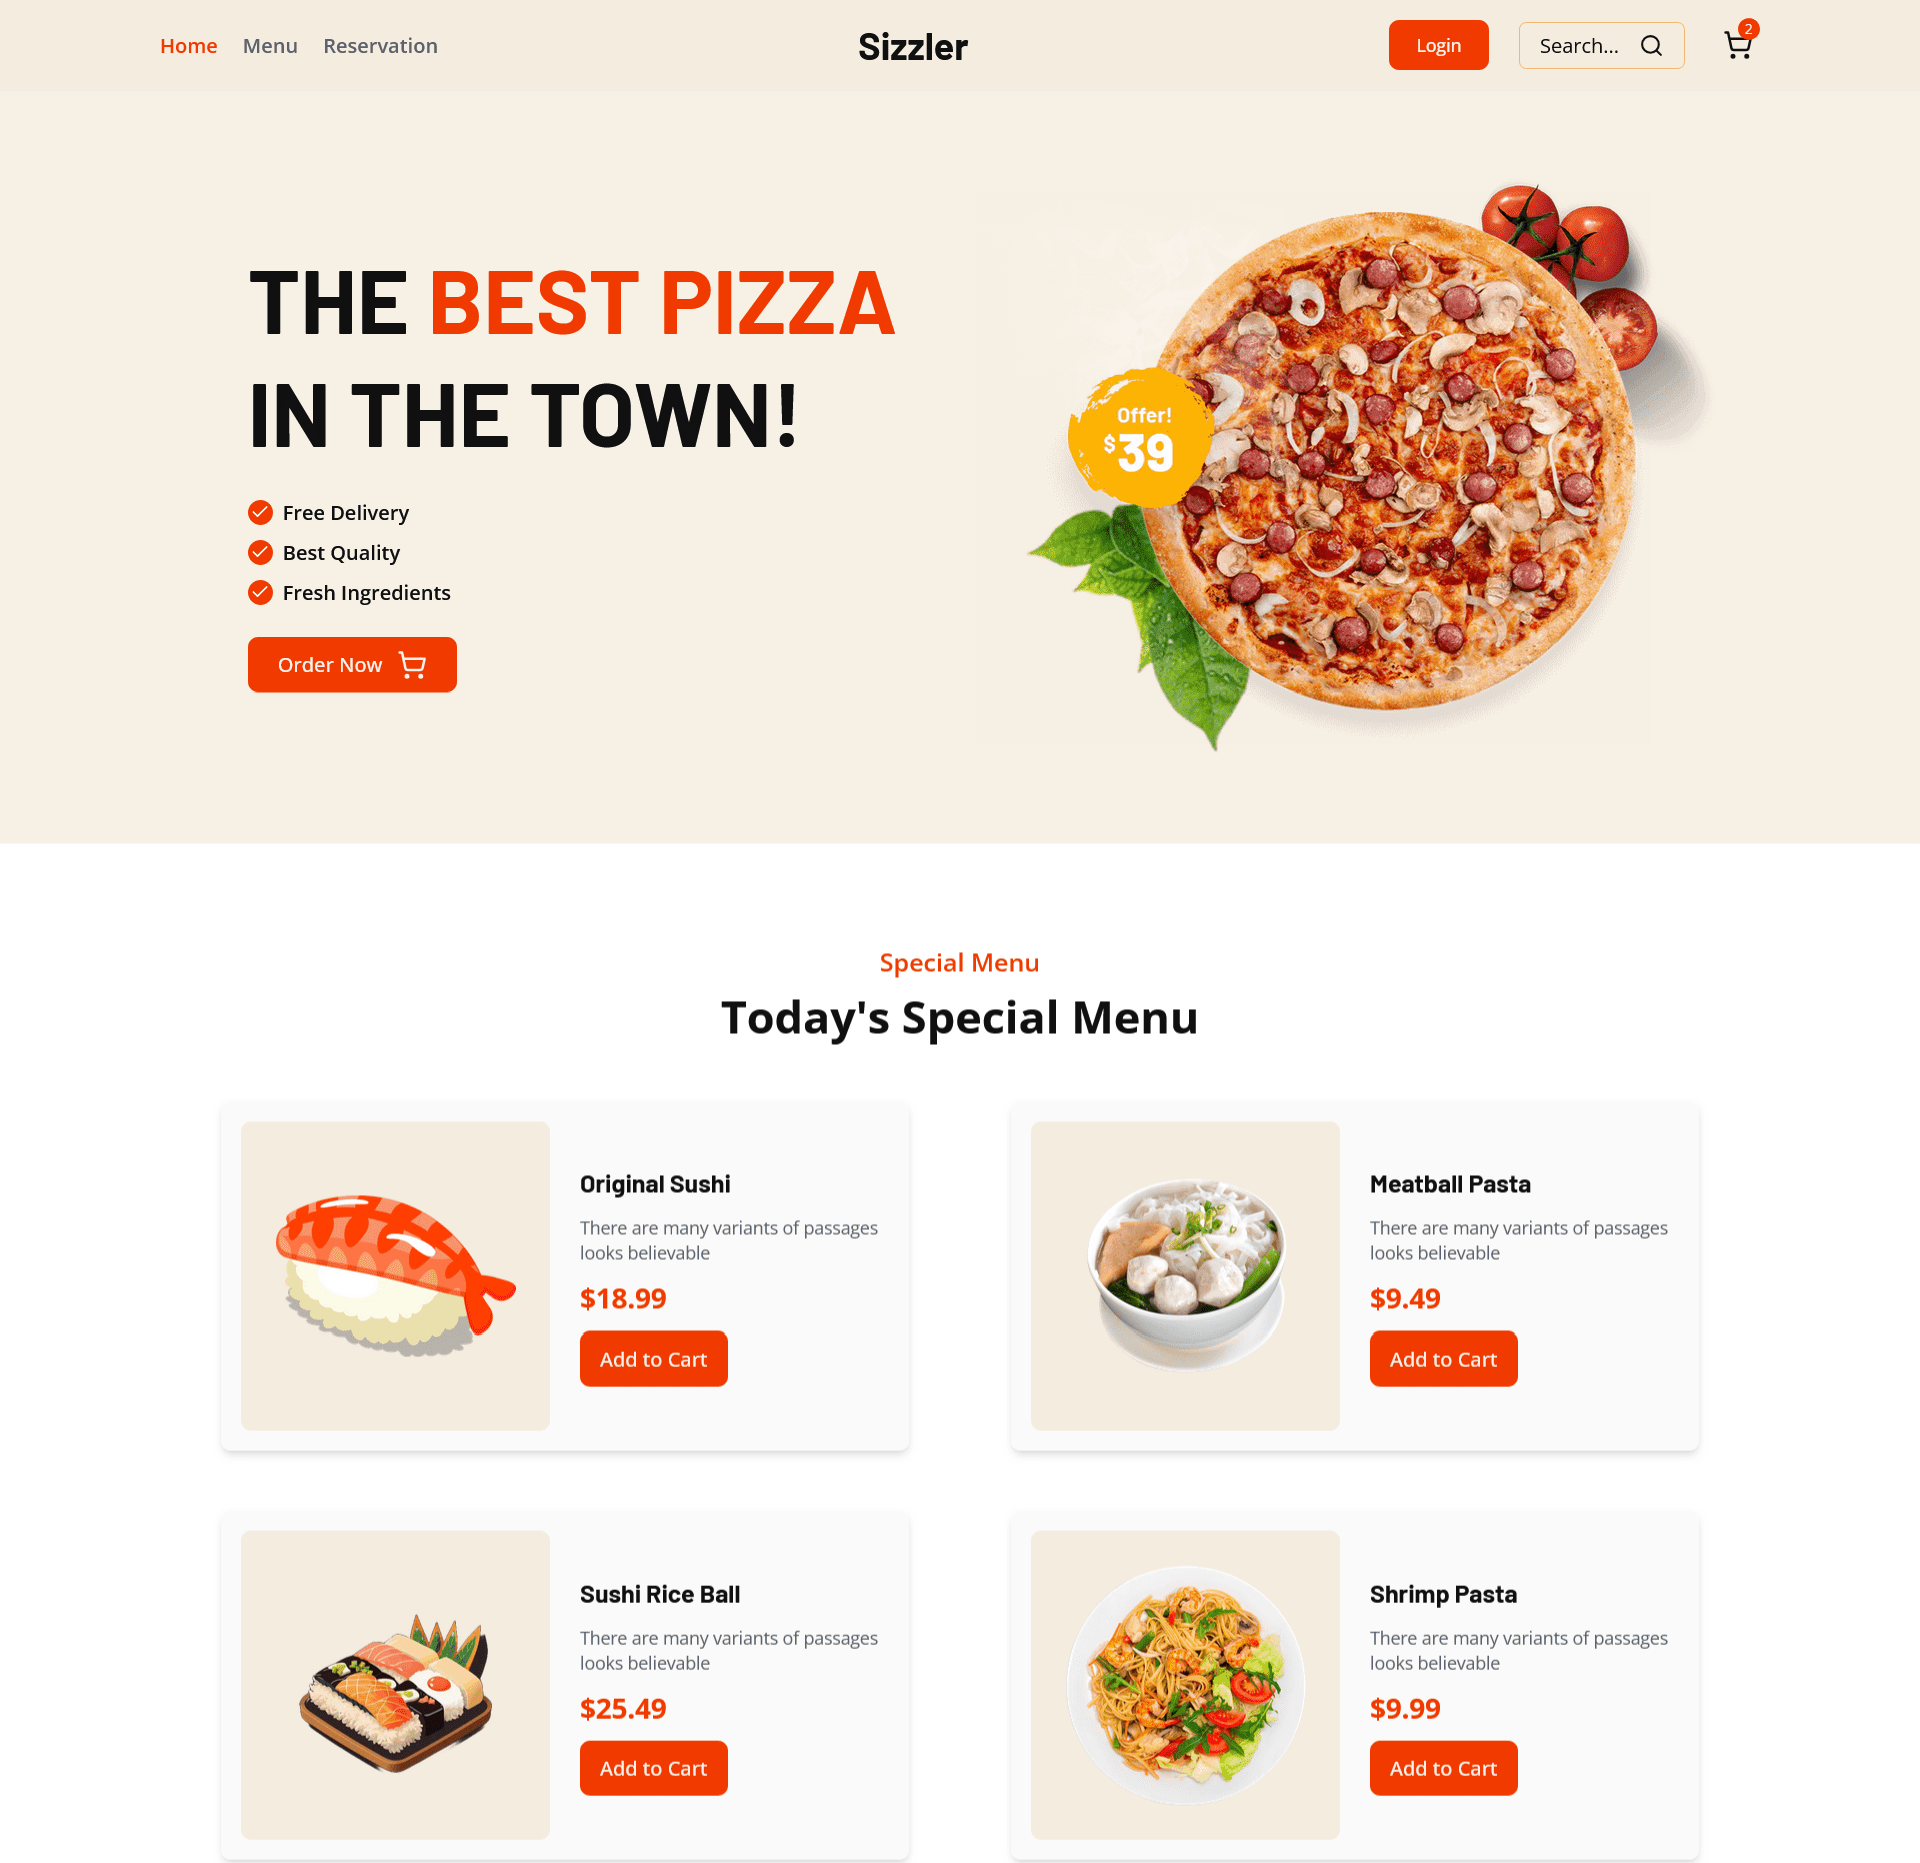 Home Menu Reservation Sizzler Login Search... 2
THE BEST PIZZA
IN THE TOWN!
Offer!
$39
Free Delivery
Best Quality
Fresh Ingredients
Order Now
Special Menu
Today's Special Menu
Original Sushi
There are many variants of passages
looks believable
$18.99
Add to Cart
Meatball Pasta
There are many variants of passages
looks believable
$9.49
Add to Cart
Sushi Rice Ball
There are many variants of passages
looks believable
$25.49
Add to Cart
Shrimp Pasta
There are many variants of passages
looks believable
$9.99
Add to Cart